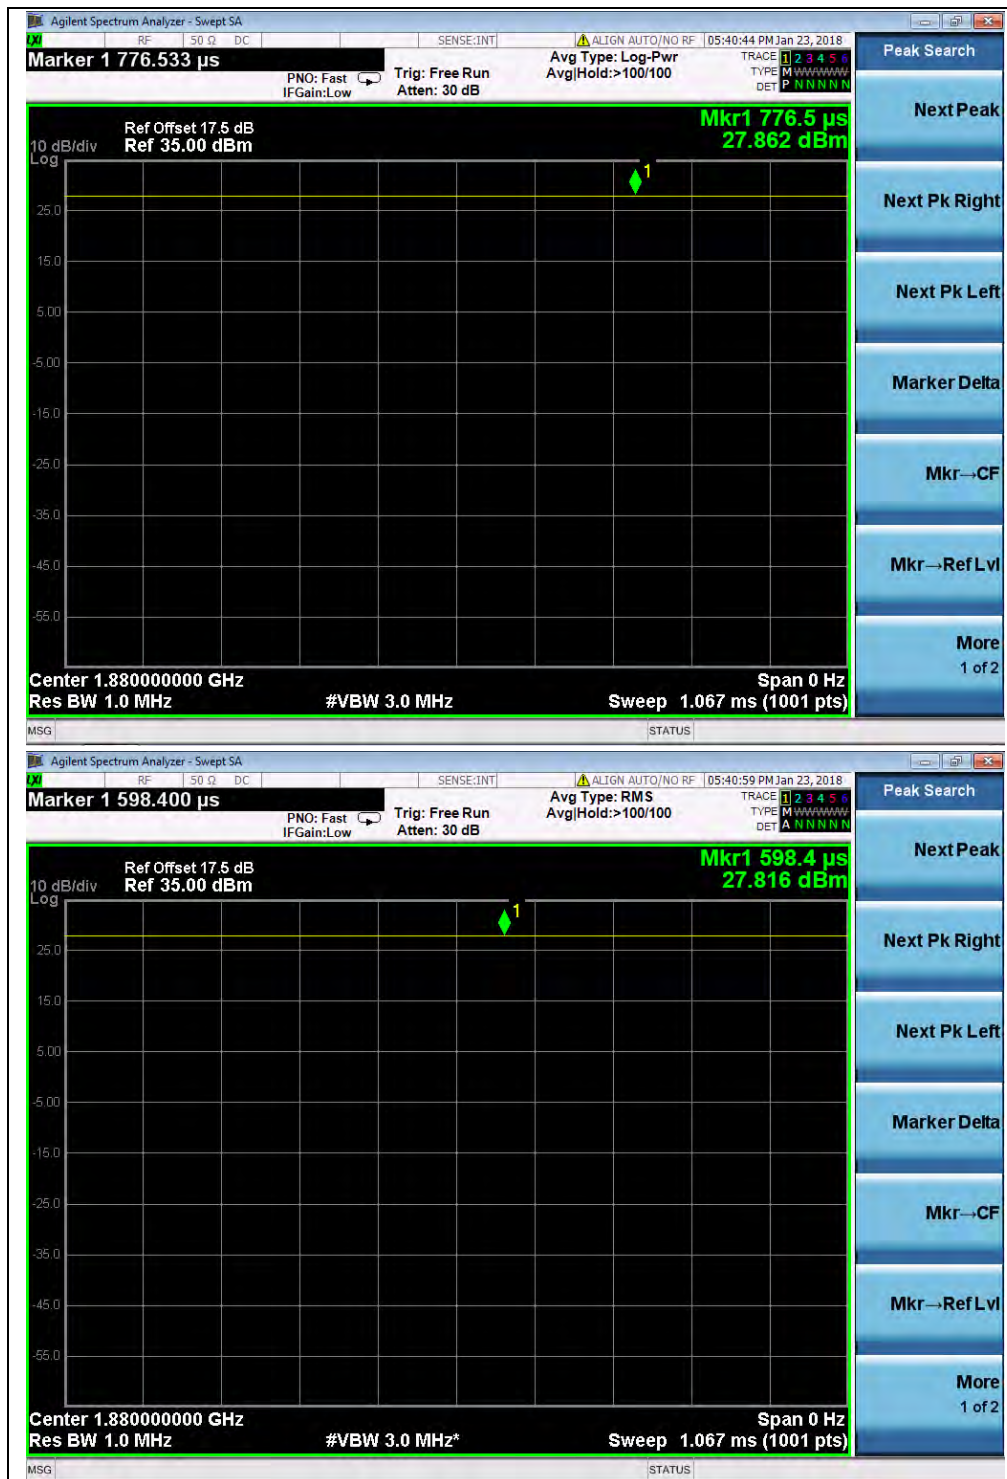 Agilent Spectrum Analyzer - Swept SA
LXI RF 50 Ω DC SENSE:INT ALIGN AUTO/NO RF 05:40:44 PM Jan 23, 2018
Marker 1 776.533 µs
PNO: Fast
IFGain:Low
Trig: Free Run
Atten: 30 dB
Avg Type: Log-Pwr
Avg|Hold:>100/100
TRACE 1 2 3 4 5 6
TYPE M WWWWW
DET P N N N N N
Ref Offset 17.5 dB
10 dB/div Ref 35.00 dBm
Log
Mkr1 776.5 µs
27.862 dBm
1
25.0
15.0
5.00
-5.00
-15.0
-25.0
-35.0
-45.0
-55.0
Center 1.880000000 GHz Span 0 Hz
Res BW 1.0 MHz #VBW 3.0 MHz Sweep 1.067 ms (1001 pts)
MSG STATUS
Peak Search
Next Peak
Next Pk Right
Next Pk Left
Marker Delta
Mkr→CF
Mkr→Ref Lvl
More
1 of 2
Agilent Spectrum Analyzer - Swept SA
LXI RF 50 Ω DC SENSE:INT ALIGN AUTO/NO RF 05:40:59 PM Jan 23, 2018
Marker 1 598.400 µs
PNO: Fast
IFGain:Low
Trig: Free Run
Atten: 30 dB
Avg Type: RMS
Avg|Hold:>100/100
TRACE 1 2 3 4 5 6
TYPE M WWWWW
DET A N N N N N
Ref Offset 17.5 dB
10 dB/div Ref 35.00 dBm
Log
Mkr1 598.4 µs
27.816 dBm
1
25.0
15.0
5.00
-5.00
-15.0
-25.0
-35.0
-45.0
-55.0
Center 1.880000000 GHz Span 0 Hz
Res BW 1.0 MHz #VBW 3.0 MHz* Sweep 1.067 ms (1001 pts)
MSG STATUS
Peak Search
Next Peak
Next Pk Right
Next Pk Left
Marker Delta
Mkr→CF
Mkr→Ref Lvl
More
1 of 2